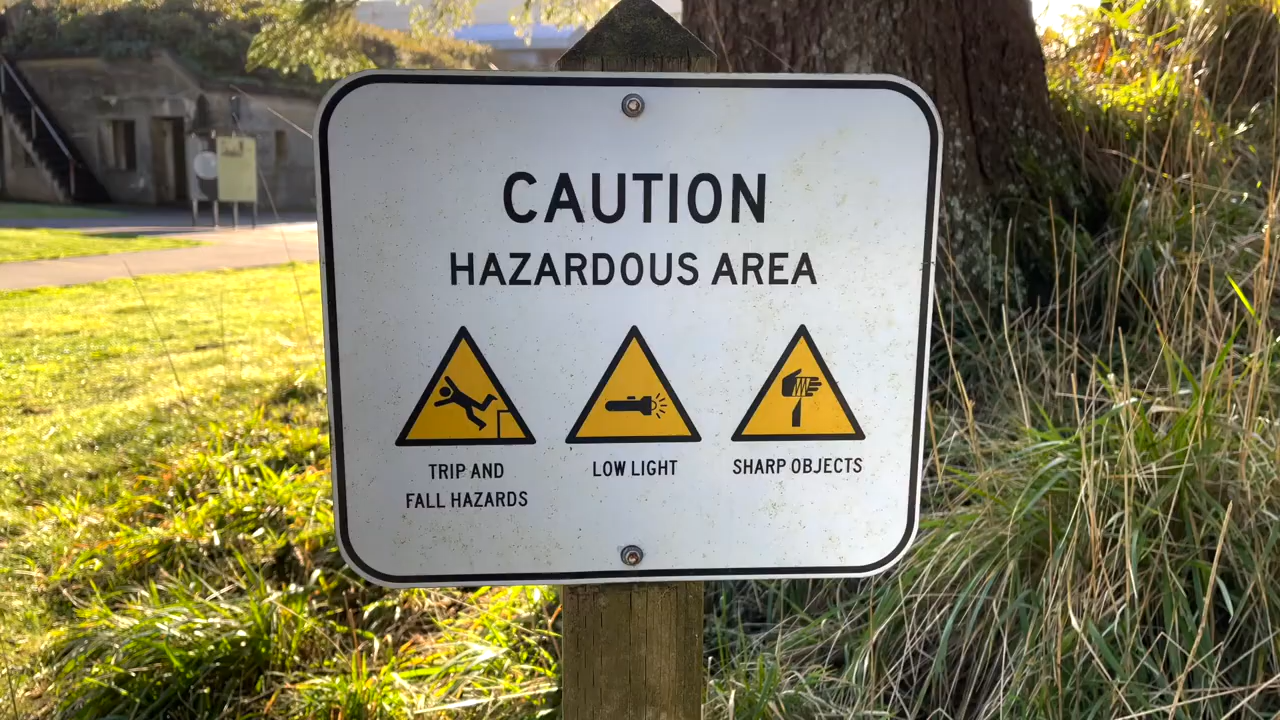 CAUTION
HAZARDOUS AREA
TRIP AND
FALL HAZARDS
LOW LIGHT
SHARP OBJECTS